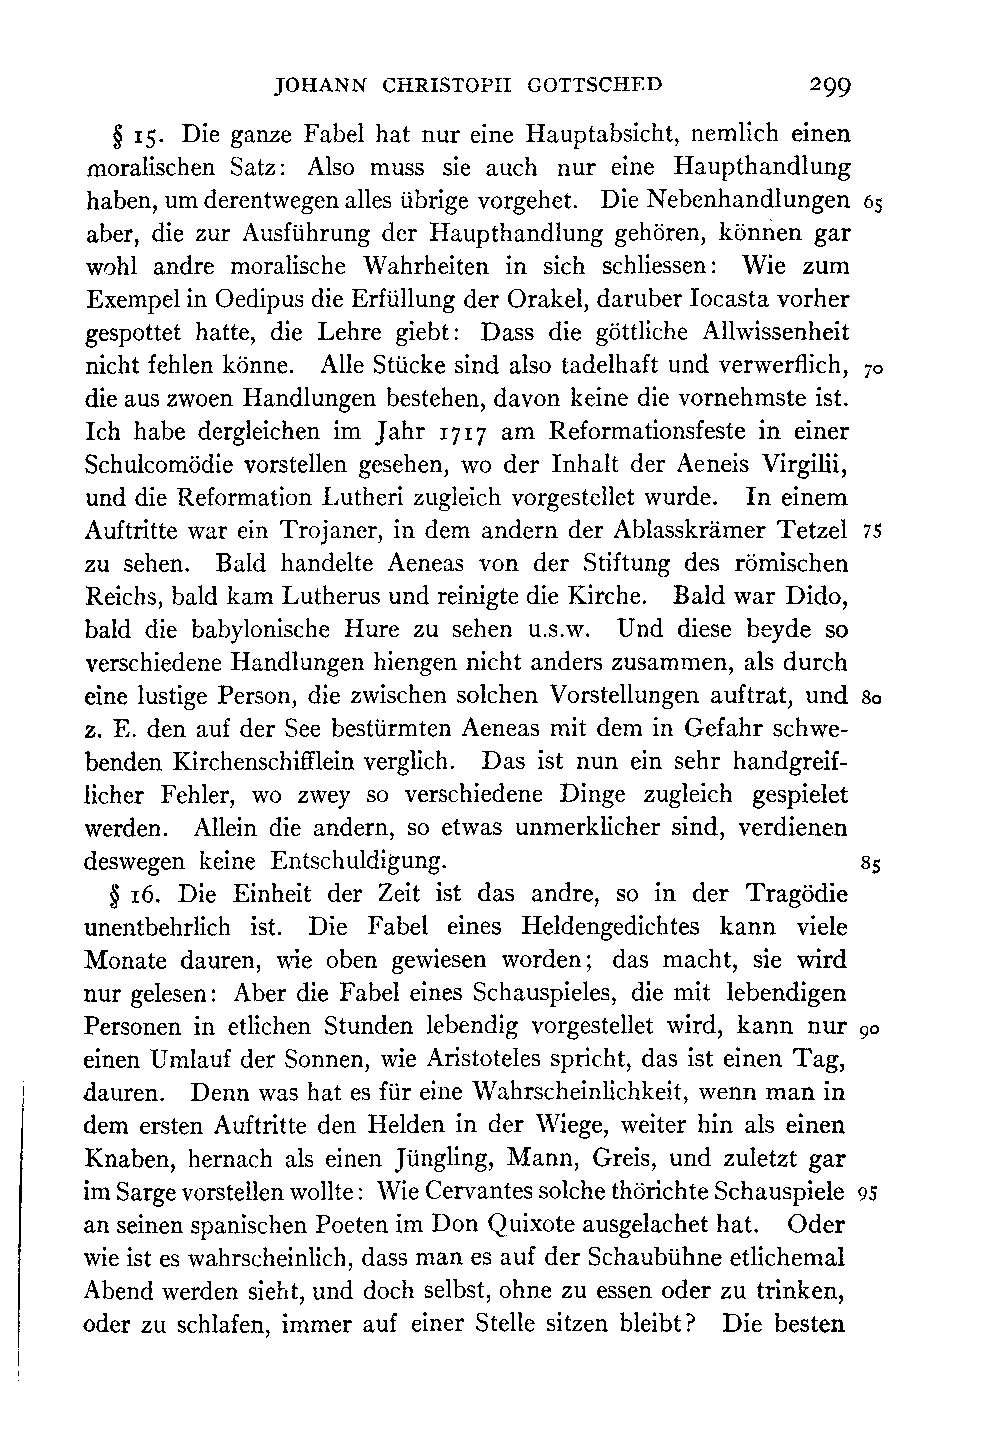 JOHANN CHRISTOPH GOTTSCHED 299
§ 15. Die ganze Fabel hat nur eine Hauptabsicht, nemlich einen
moralischen Satz: Also muss sie auch nur eine Haupthandlung
haben, um derentwegen alles übrige vorgehet. Die Nebenhandlungen 65
aber, die zur Ausführung der Haupthandlung gehören, können gar
wohl andre moralische Wahrheiten in sich schliessen: Wie zum
Exempel in Oedipus die Erfüllung der Orakel, daruber Iocasta vorher
gespottet hatte, die Lehre giebt: Dass die göttliche Allwissenheit
nicht fehlen könne. Alle Stücke sind also tadelhaft und verwerflich, 70
die aus zwoen Handlungen bestehen, davon keine die vornehmste ist.
Ich habe dergleichen im Jahr 1717 am Reformationsfeste in einer
Schulcomödie vorstellen gesehen, wo der Inhalt der Aeneis Virgilii,
und die Reformation Lutheri zugleich vorgestellet wurde. In einem
Auftritte war ein Trojaner, in dem andern der Ablasskrämer Tetzel 75
zu sehen. Bald handelte Aeneas von der Stiftung des römischen
Reichs, bald kam Lutherus und reinigte die Kirche. Bald war Dido,
bald die babylonische Hure zu sehen u.s.w. Und diese beyde so
verschiedene Handlungen hiengen nicht anders zusammen, als durch
eine lustige Person, die zwischen solchen Vorstellungen auftrat, und 80
z. E. den auf der See bestürmten Aeneas mit dem in Gefahr schwe-
benden Kirchenschifflein verglich. Das ist nun ein sehr handgreif-
licher Fehler, wo zwey so verschiedene Dinge zugleich gespielet
werden. Allein die andern, so etwas unmerklicher sind, verdienen
deswegen keine Entschuldigung. 85
§ 16. Die Einheit der Zeit ist das andre, so in der Tragödie
unentbehrlich ist. Die Fabel eines Heldengedichtes kann viele
Monate dauren, wie oben gewiesen worden; das macht, sie wird
nur gelesen: Aber die Fabel eines Schauspieles, die mit lebendigen
Personen in etlichen Stunden lebendig vorgestellet wird, kann nur 90
einen Umlauf der Sonnen, wie Aristoteles spricht, das ist einen Tag,
dauren. Denn was hat es für eine Wahrscheinlichkeit, wenn man in
dem ersten Auftritte den Helden in der Wiege, weiter hin als einen
Knaben, hernach als einen Jüngling, Mann, Greis, und zuletzt gar
im Sarge vorstellen wollte: Wie Cervantes solche thörichte Schauspiele 95
an seinen spanischen Poeten im Don Quixote ausgelachet hat. Oder
wie ist es wahrscheinlich, dass man es auf der Schaubühne etlichemal
Abend werden sieht, und doch selbst, ohne zu essen oder zu trinken,
oder zu schlafen, immer auf einer Stelle sitzen bleibt? Die besten